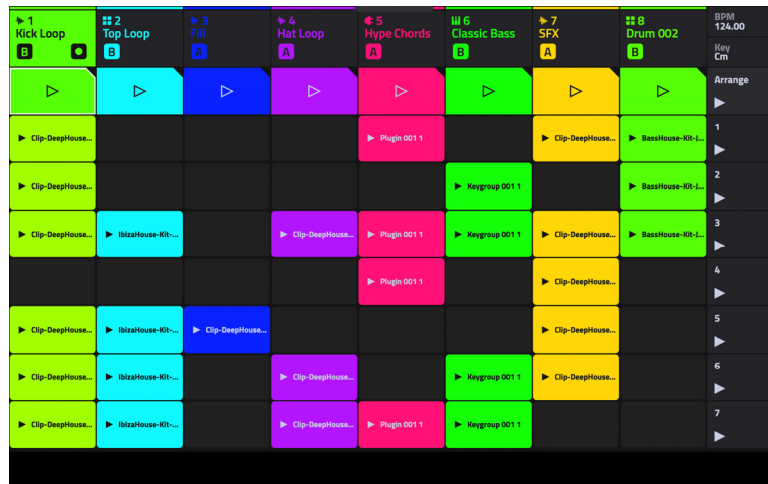 1
Kick Loop
B
2
Top Loop
B
3
Fill
A
4
Hat Loop
A
5
Hype Chords
A
6
Classic Bass
B
7
SFX
A
8
Drum 002
B
BPM
124.00
Key
Cm
Arrange
Clip-DeepHouse...
Plugin 001 1
Clip-DeepHouse...
BassHouse-Kit-J...
1
Clip-DeepHouse...
Keygroup 001 1
BassHouse-Kit-J...
2
Clip-DeepHouse...
IbizaHouse-Kit-...
Clip-DeepHouse...
Plugin 001 1
Keygroup 001 1
Clip-DeepHouse...
BassHouse-Kit-J...
3
Plugin 001 1
Clip-DeepHouse...
4
Clip-DeepHouse...
IbizaHouse-Kit-...
Clip-DeepHouse...
Clip-DeepHouse...
5
Clip-DeepHouse...
IbizaHouse-Kit-...
Clip-DeepHouse...
Keygroup 001 1
Clip-DeepHouse...
6
Clip-DeepHouse...
IbizaHouse-Kit-...
Clip-DeepHouse...
Plugin 001 1
Keygroup 001 1
7